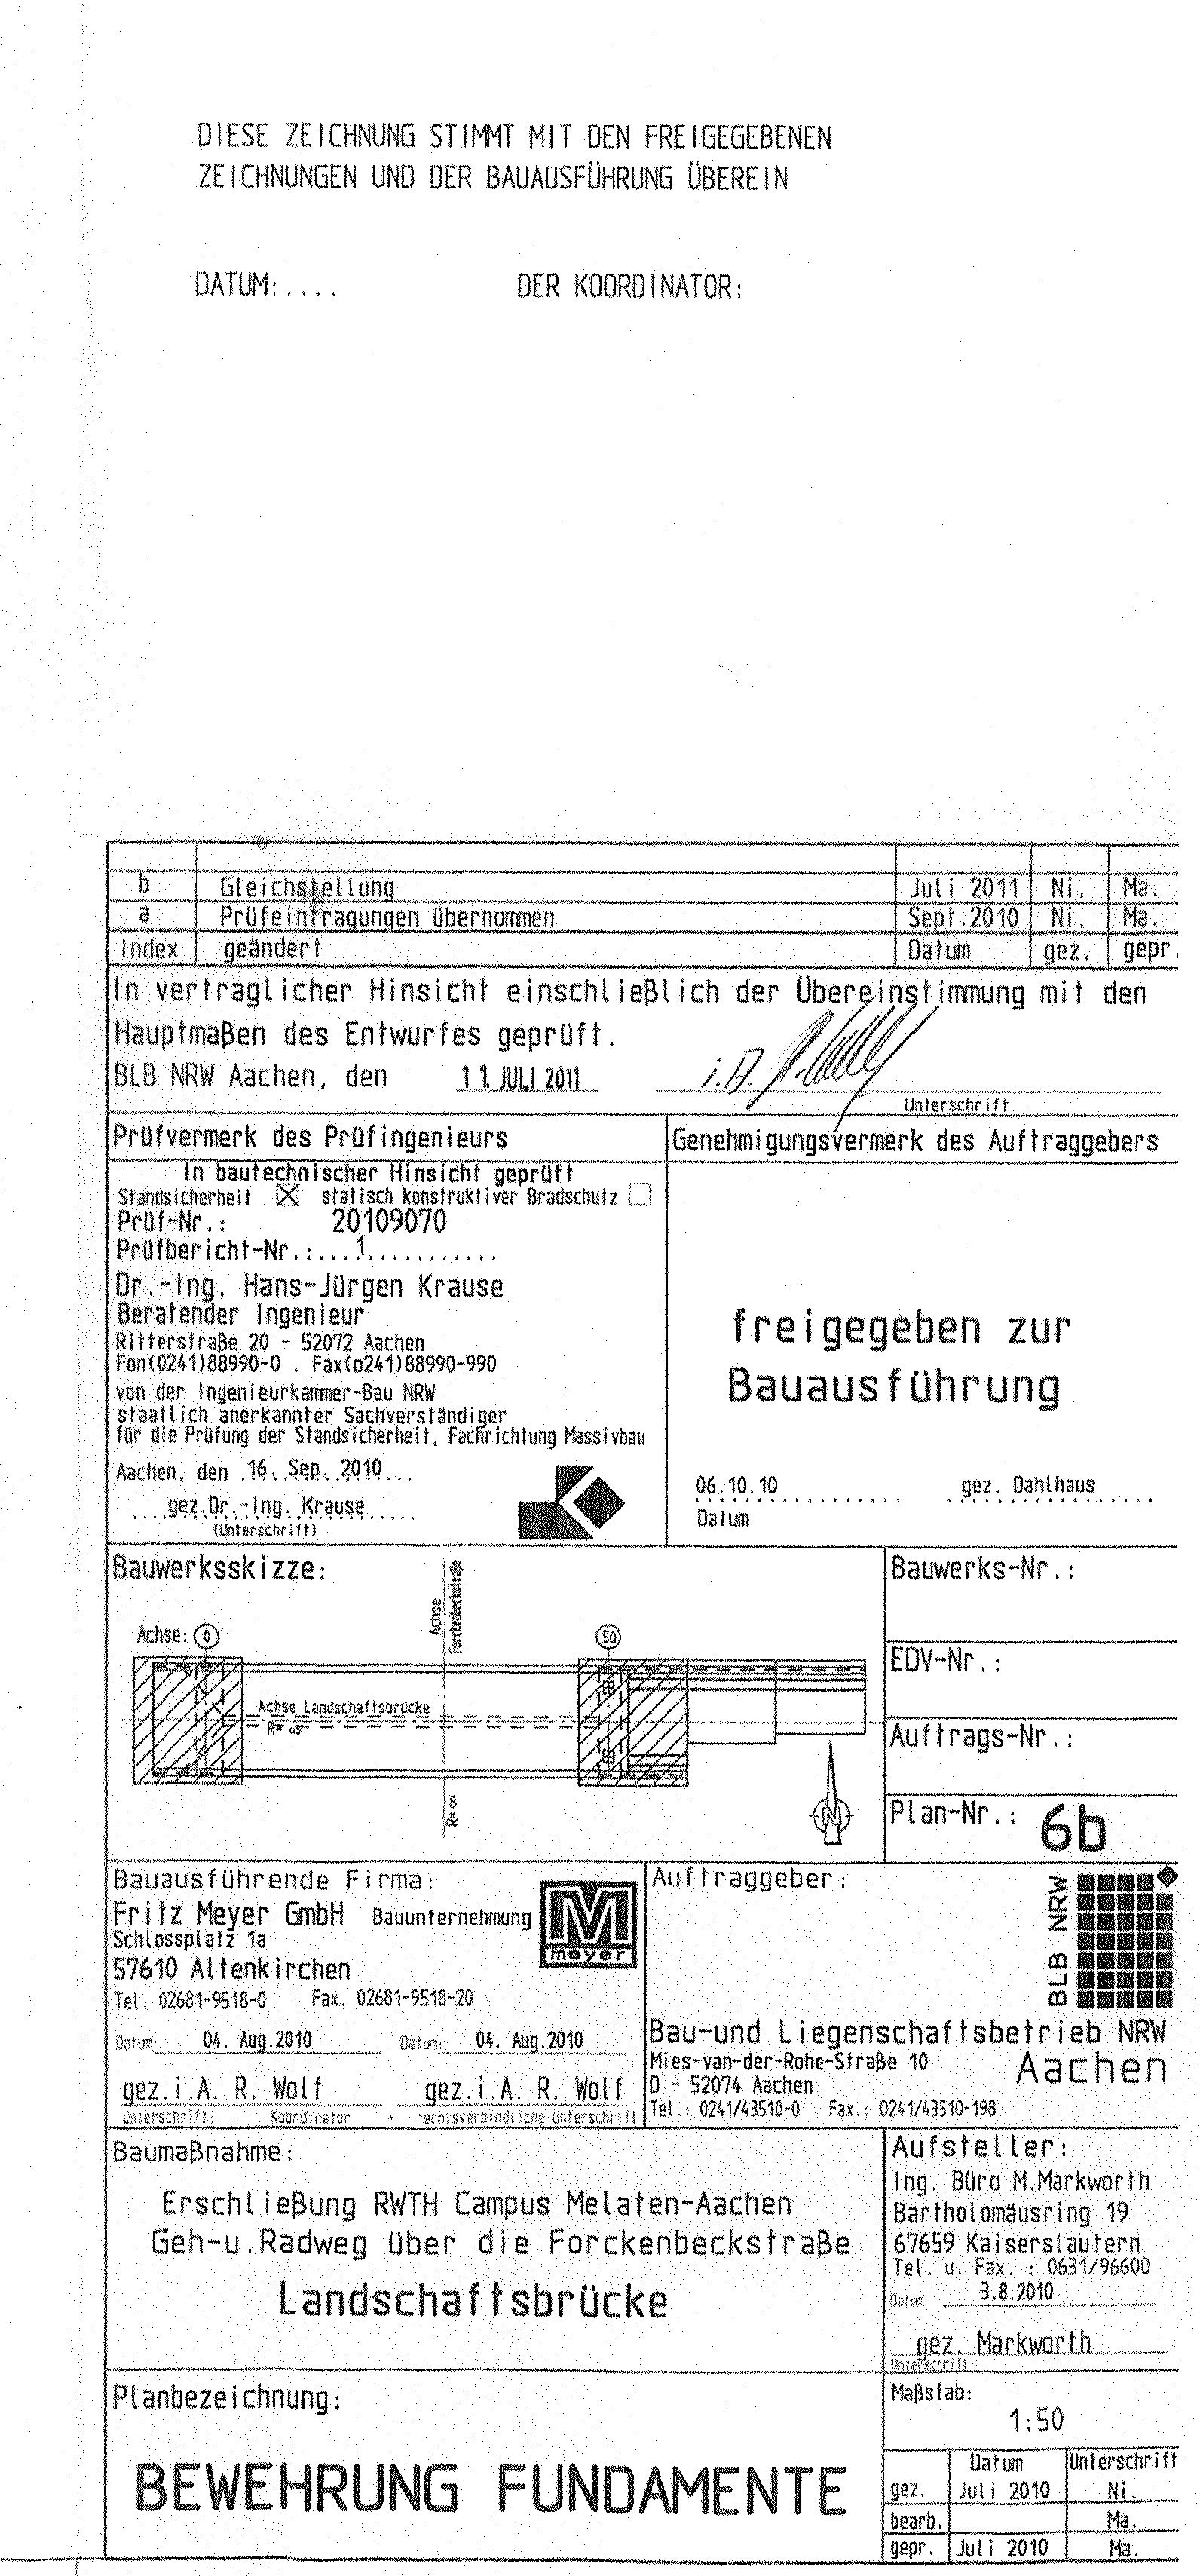 DIESE ZEICHNUNG STIMMT MIT DEN FREIGEGEBENEN
ZEICHNUNGEN UND DER BAUAUSFÜHRUNG ÜBEREIN
DATUM:.... DER KOORDINATOR:
b Gleichstellung Juli 2011 Ni. Ma.
a Prüfeintragungen übernommen Sept.2010 Ni. Ma.
Index geändert Datum gez. gepr.
In vertraglicher Hinsicht einschließlich der Übereinstimmung mit den
Hauptmaßen des Entwurfes geprüft.
BLB NRW Aachen, den 11. JULI 2011 i.A.
Unterschrift
Prüfvermerk des Prüfingenieurs
In bautechnischer Hinsicht geprüft
Standsicherheit ☒ statisch konstruktiver Bradschutz ☐
Prüf-Nr.: 20109070
Prüfbericht-Nr.:...1...........
Dr.-Ing. Hans-Jürgen Krause
Beratender Ingenieur
Ritterstraße 20 - 52072 Aachen
Fon(0241)88990-0 . Fax(0241)88990-990
von der Ingenieurkammer-Bau NRW
staatlich anerkannter Sachverständiger
für die Prüfung der Standsicherheit, Fachrichtung Massivbau
Aachen, den .16. Sep. 2010...
....gez.Dr.-Ing. Krause.....
(Unterschrift)
Genehmigungsvermerk des Auftraggebers
freigegeben zur
Bauausführung
06.10.10 gez. Dahlhaus
Datum
Bauwerksskizze:
Achse
Forckenbeckstraße
Achse: 0 50
Achse Landschaftsbrücke
R= ∞
R= ∞
N
Bauwerks-Nr.:
EDV-Nr.:
Auftrags-Nr.:
Plan-Nr.: 6b
Bauausführende Firma:
Fritz Meyer GmbH Bauunternehmung
Schlossplatz 1a
57610 Altenkirchen
Tel. 02681-9518-0 Fax. 02681-9518-20
M
meyer
Datum: 04. Aug.2010 Datum: 04. Aug.2010
gez.i.A. R. Wolf gez.i.A. R. Wolf
Unterschrift: Koordinator + rechtsverbindliche Unterschrift
Auftraggeber:
BLB NRW
Bau-und Liegenschaftsbetrieb NRW
Mies-van-der-Rohe-Straße 10 Aachen
D - 52074 Aachen
Tel.: 0241/43510-0 Fax.: 0241/43510-198
Baumaßnahme:
Erschließung RWTH Campus Melaten-Aachen
Geh-u.Radweg über die Forckenbeckstraße
Landschaftsbrücke
Aufsteller:
Ing. Büro M.Markworth
Bartholomäusring 19
67659 Kaiserslautern
Tel. u. Fax. : 0631/96600
Datum 3.8.2010
gez. Markworth
Unterschrift
Planbezeichnung:
BEWEHRUNG FUNDAMENTE
Maßstab:
1:50
Datum Unterschrift
gez. Juli 2010 Ni.
bearb. Ma.
gepr. Juli 2010 Ma.